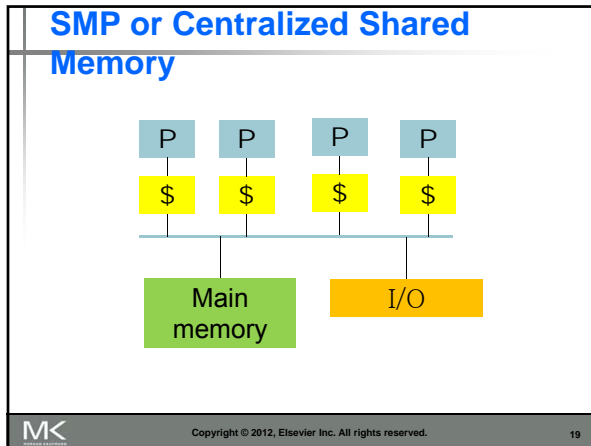 SMP or Centralized Shared
Memory
P P P P
$ $ $ $
Main
memory
I/O
MK
Copyright © 2012, Elsevier Inc. All rights reserved.
19